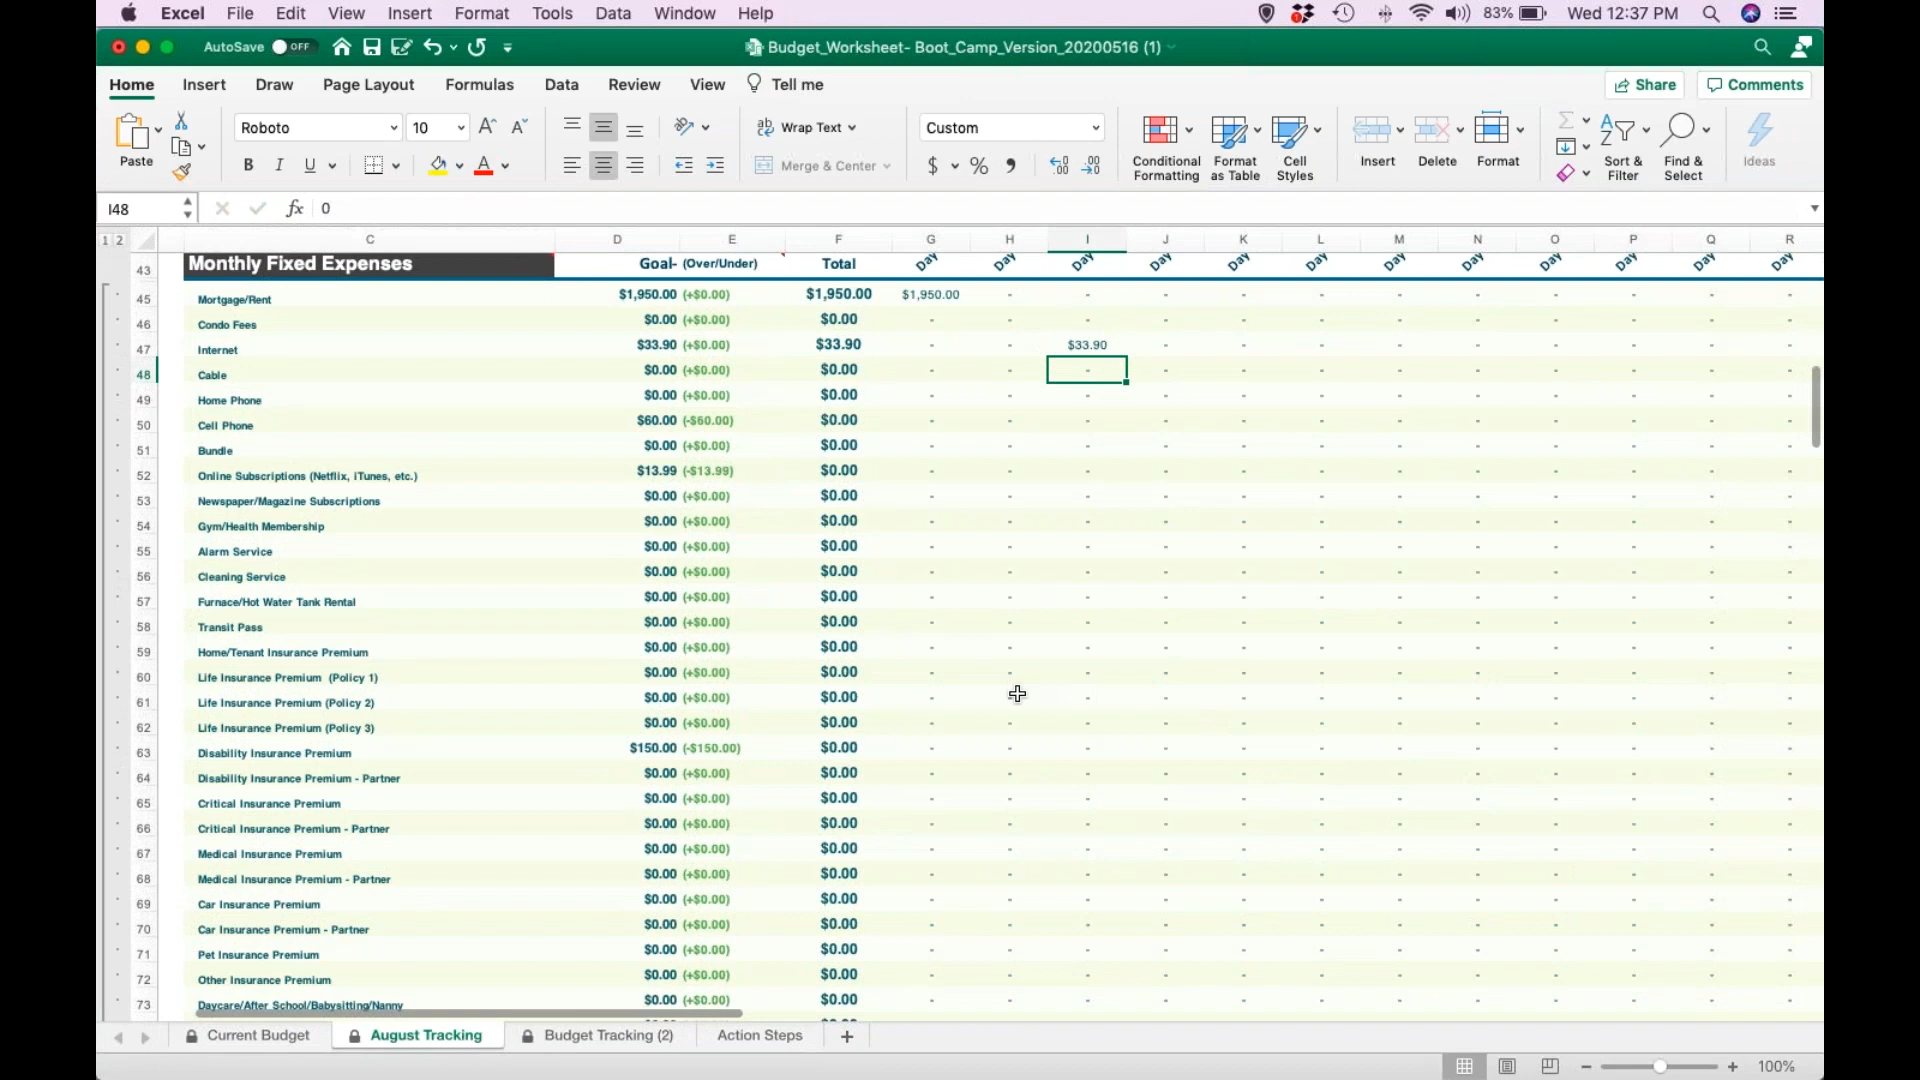 Excel File Edit View Insert Format Tools Data Window Help 83% Wed 12:37 PM
AutoSave OFF Budget_Worksheet- Boot_Camp_Version_20200516 (1)
Home Insert Draw Page Layout Formulas Data Review View Tell me Share Comments
Paste Roboto 10 Wrap Text Merge & Center Custom Conditional Formatting Format as Table Cell Styles Insert Delete Format Sort & Filter Find & Select Ideas
B I U A $ %
I48 fx 0
1 2 C D E F G H I J K L M N O P Q R
43 Monthly Fixed Expenses Goal- (Over/Under) Total Day Day Day Day Day Day Day Day Day Day Day Day
45 Mortgage/Rent $1,950.00 (+$0.00) $1,950.00 $1,950.00 - - - - - - - - - - -
46 Condo Fees $0.00 (+$0.00) $0.00 - - - - - - - - - - - -
47 Internet $33.90 (+$0.00) $33.90 - - $33.90 - - - - - - - - -
48 Cable $0.00 (+$0.00) $0.00 - - - - - - - - - - - -
49 Home Phone $0.00 (+$0.00) $0.00 - - - - - - - - - - - -
50 Cell Phone $60.00 (-$60.00) $0.00 - - - - - - - - - - - -
51 Bundle $0.00 (+$0.00) $0.00 - - - - - - - - - - - -
52 Online Subscriptions (Netflix, iTunes, etc.) $13.99 (-$13.99) $0.00 - - - - - - - - - - - -
53 Newspaper/Magazine Subscriptions $0.00 (+$0.00) $0.00 - - - - - - - - - - - -
54 Gym/Health Membership $0.00 (+$0.00) $0.00 - - - - - - - - - - - -
55 Alarm Service $0.00 (+$0.00) $0.00 - - - - - - - - - - - -
56 Cleaning Service $0.00 (+$0.00) $0.00 - - - - - - - - - - - -
57 Furnace/Hot Water Tank Rental $0.00 (+$0.00) $0.00 - - - - - - - - - - - -
58 Transit Pass $0.00 (+$0.00) $0.00 - - - - - - - - - - - -
59 Home/Tenant Insurance Premium $0.00 (+$0.00) $0.00 - - - - - - - - - - - -
60 Life Insurance Premium (Policy 1) $0.00 (+$0.00) $0.00 - - - - - - - - - - - -
61 Life Insurance Premium (Policy 2) $0.00 (+$0.00) $0.00 - - - - - - - - - - - -
62 Life Insurance Premium (Policy 3) $0.00 (+$0.00) $0.00 - - - - - - - - - - - -
63 Disability Insurance Premium $150.00 (-$150.00) $0.00 - - - - - - - - - - - -
64 Disability Insurance Premium - Partner $0.00 (+$0.00) $0.00 - - - - - - - - - - - -
65 Critical Insurance Premium $0.00 (+$0.00) $0.00 - - - - - - - - - - - -
66 Critical Insurance Premium - Partner $0.00 (+$0.00) $0.00 - - - - - - - - - - - -
67 Medical Insurance Premium $0.00 (+$0.00) $0.00 - - - - - - - - - - - -
68 Medical Insurance Premium - Partner $0.00 (+$0.00) $0.00 - - - - - - - - - - - -
69 Car Insurance Premium $0.00 (+$0.00) $0.00 - - - - - - - - - - - -
70 Car Insurance Premium - Partner $0.00 (+$0.00) $0.00 - - - - - - - - - - - -
71 Pet Insurance Premium $0.00 (+$0.00) $0.00 - - - - - - - - - - - -
72 Other Insurance Premium $0.00 (+$0.00) $0.00 - - - - - - - - - - - -
73 Daycare/After School/Babysitting/Nanny $0.00 (+$0.00) $0.00 - - - - - - - - - - - -
Current Budget August Tracking Budget Tracking (2) Action Steps +
100%